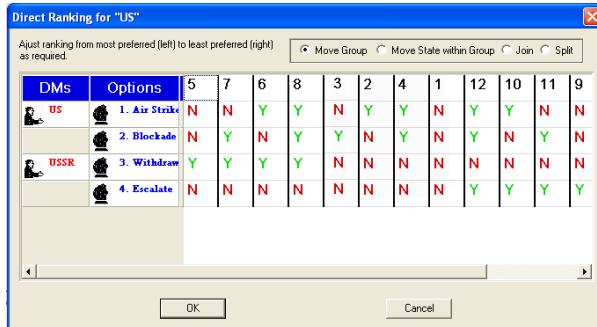 Direct Ranking for "US"
Ajust ranking from most preferred (left) to least preferred (right)
as required.
Move Group Move State within Group Join Split
DMs Options 5 7 6 8 3 2 4 1 12 10 11 9
US 1. Air Strike N N Y Y N Y Y N Y Y N N
2. Blockade N Y N Y Y N Y N Y N Y N
USSR 3. Withdraw Y Y Y Y N N N N N N N N
4. Escalate N N N N N N N N Y Y Y Y
OK Cancel